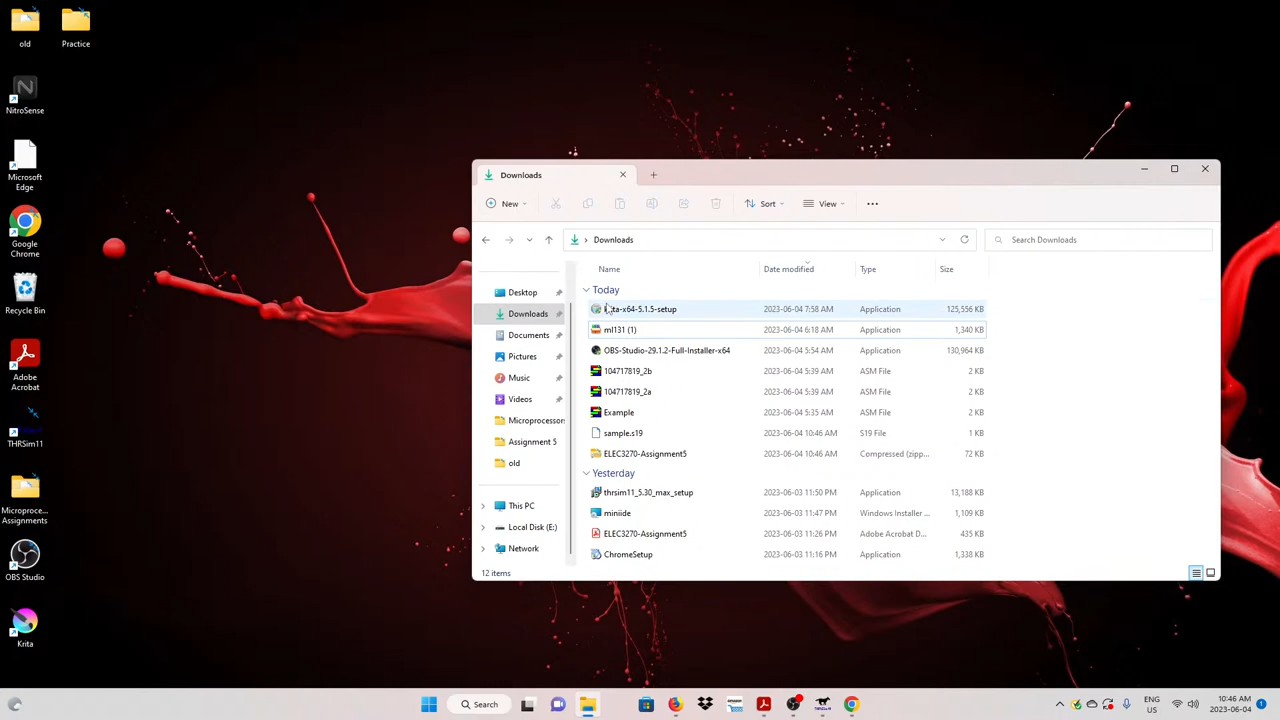 old
Practice
NitroSense
Microsoft
Edge
Google
Chrome
Recycle Bin
Adobe
Acrobat
THRSim11
Microproce...
Assignments
OBS Studio
Krita
Downloads
New
Sort
View
Downloads
Search Downloads
Desktop
Downloads
Documents
Pictures
Music
Videos
Microprocessors
Assignment 5
old
This PC
Local Disk (E:)
Network
Name Date modified Type Size
Today
ta-x64-5.1.5-setup 2023-06-04 7:58 AM Application 125,556 KB
ml131 (1) 2023-06-04 6:18 AM Application 1,340 KB
OBS-Studio-29.1.2-Full-Installer-x64 2023-06-04 5:54 AM Application 130,964 KB
104717819_2b 2023-06-04 5:39 AM ASM File 2 KB
104717819_2a 2023-06-04 5:39 AM ASM File 2 KB
Example 2023-06-04 5:35 AM ASM File 2 KB
sample.s19 2023-06-04 10:46 AM S19 File 1 KB
ELEC3270-Assignment5 2023-06-04 10:46 AM Compressed (zipp... 72 KB
Yesterday
thrsim11_5.30_max_setup 2023-06-03 11:50 PM Application 13,188 KB
miniide 2023-06-03 11:47 PM Windows Installer ... 1,109 KB
ELEC3270-Assignment5 2023-06-03 11:26 PM Adobe Acrobat D... 435 KB
ChromeSetup 2023-06-03 11:16 PM Application 1,338 KB
12 items
Search
ENG
US
10:46 AM
2023-06-04